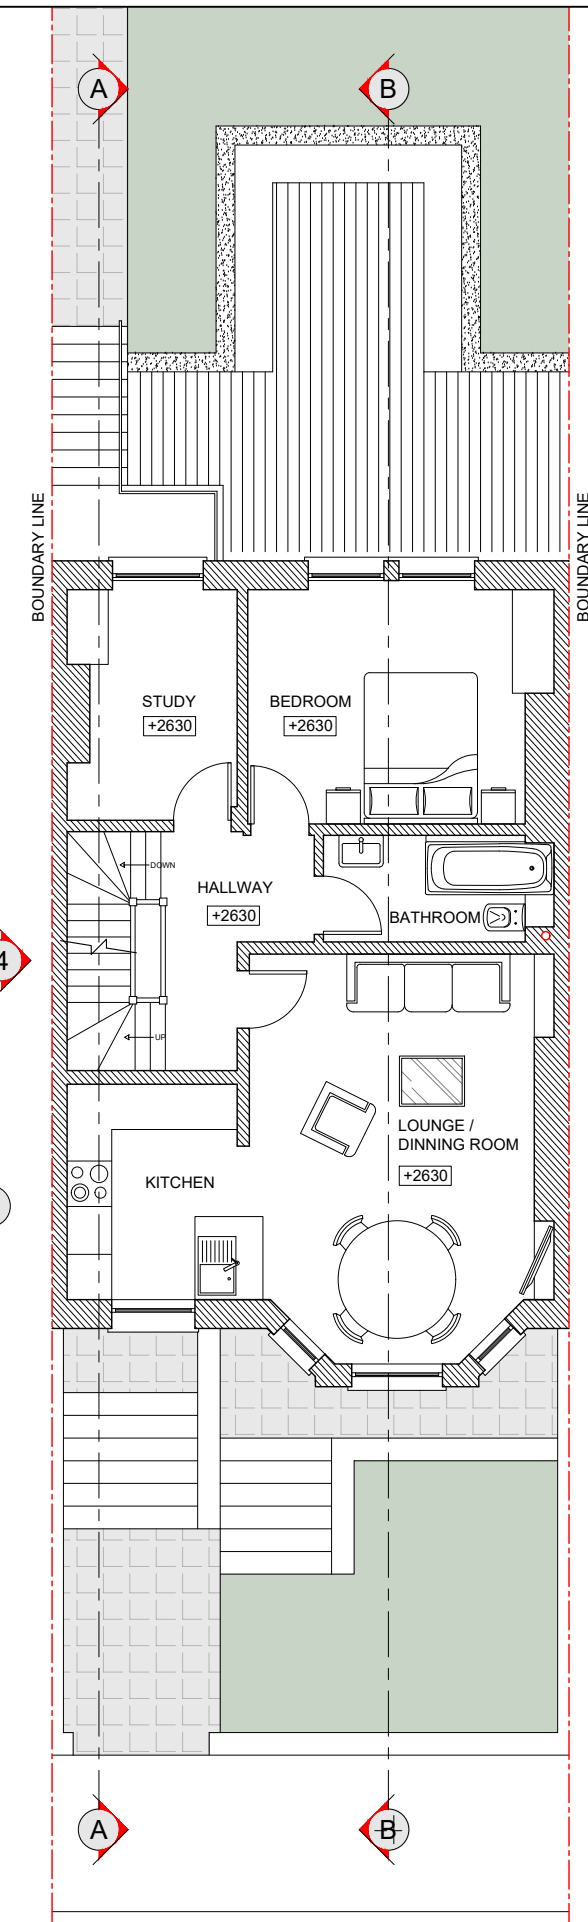 A
B
BOUNDARY LINE
BOUNDARY LINE
STUDY
+2630
BEDROOM
+2630
DOWN
HALLWAY
+2630
BATHROOM
4
UP
LOUNGE /
DINNING ROOM
+2630
KITCHEN
A
B